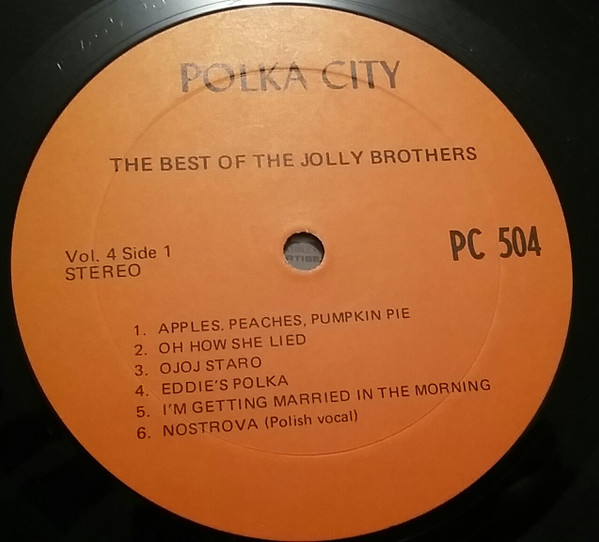 POLKA CITY
THE BEST OF THE JOLLY BROTHERS
Vol. 4 Side 1
STEREO
PC 504
1. APPLES. PEACHES, PUMPKIN PIE
2. OH HOW SHE LIED
3. OJOJ STARO
4. EDDIE'S POLKA
5. I'M GETTING MARRIED IN THE MORNING
6. NOSTROVA (Polish vocal)